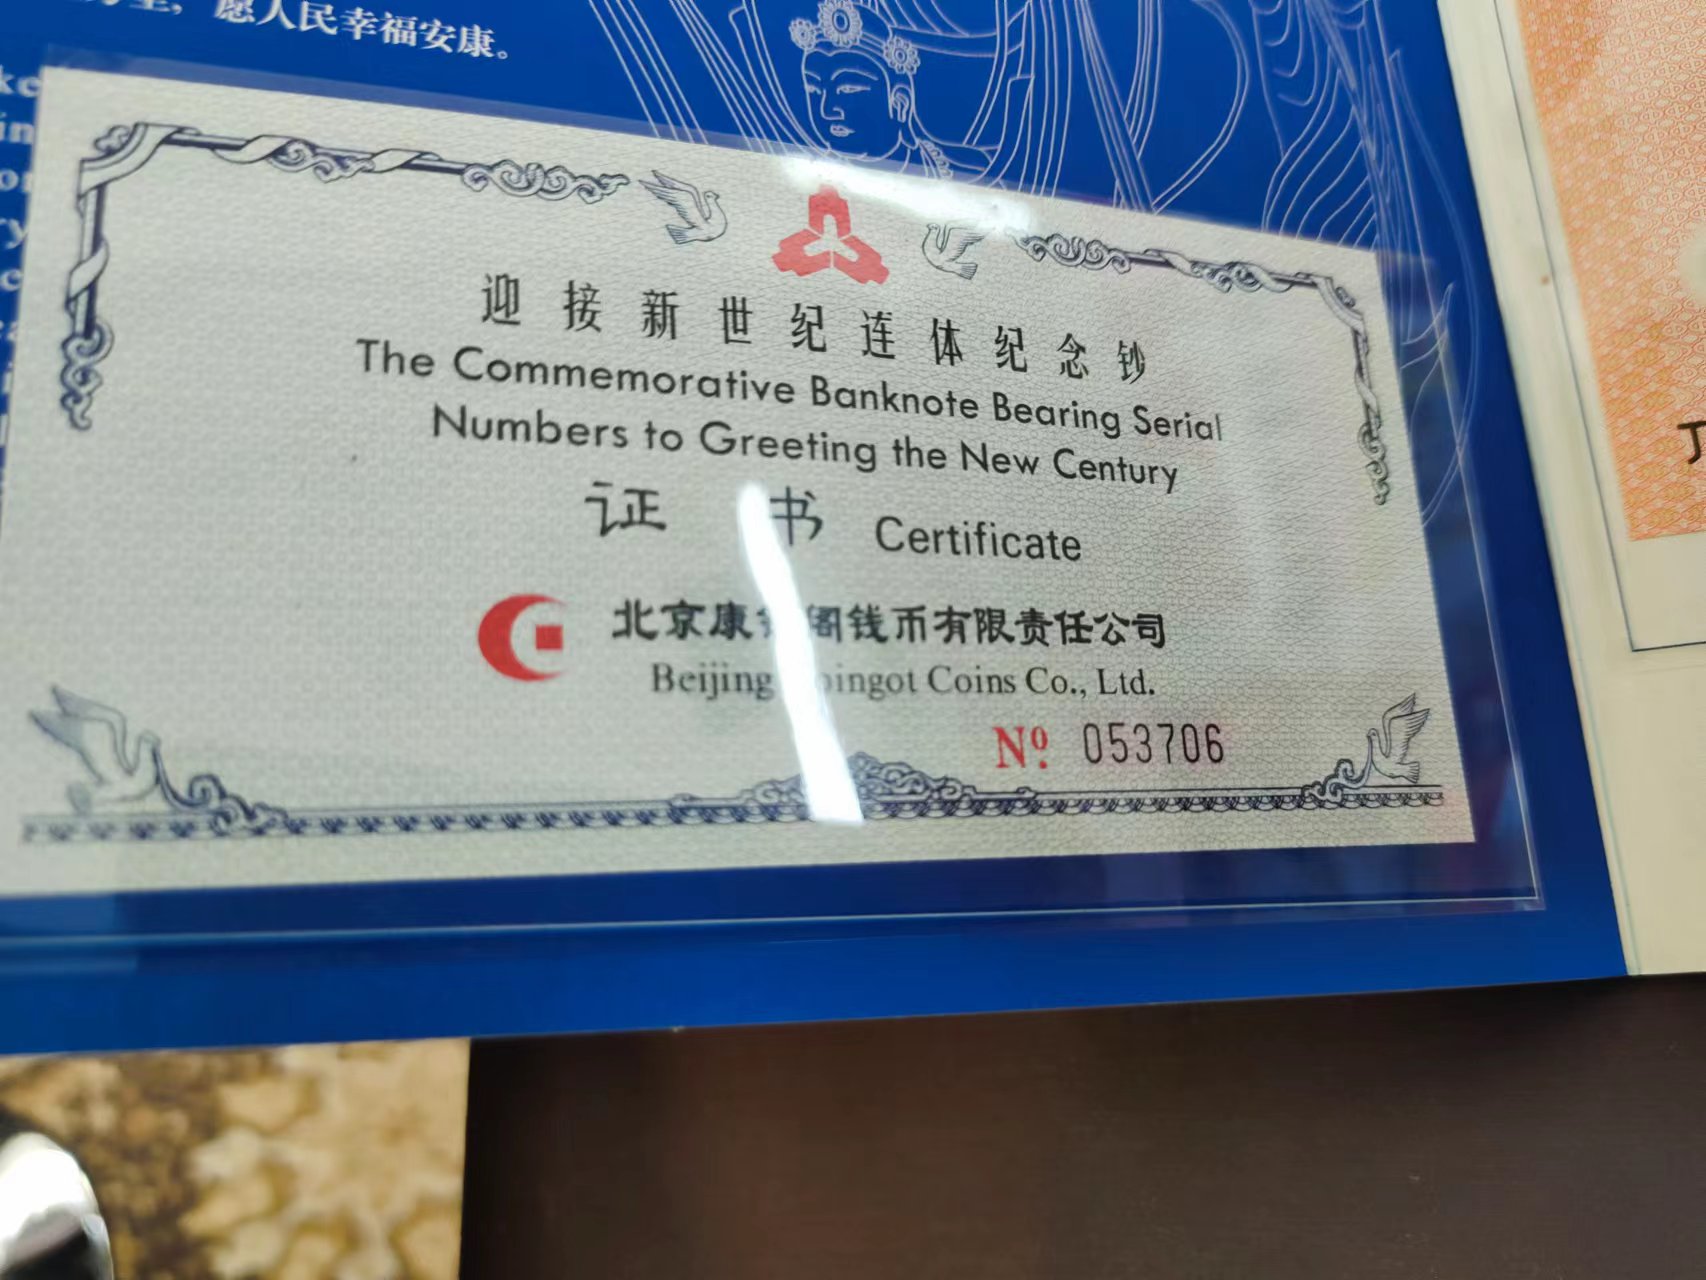 愿人民幸福安康。
迎接新世纪连体纪念钞
The Commemorative Banknote Bearing Serial
Numbers to Greeting the New Century
证 书 Certificate
北京康 阁钱币有限责任公司
Beijing Coins Co., Ltd.
Nº. 053706